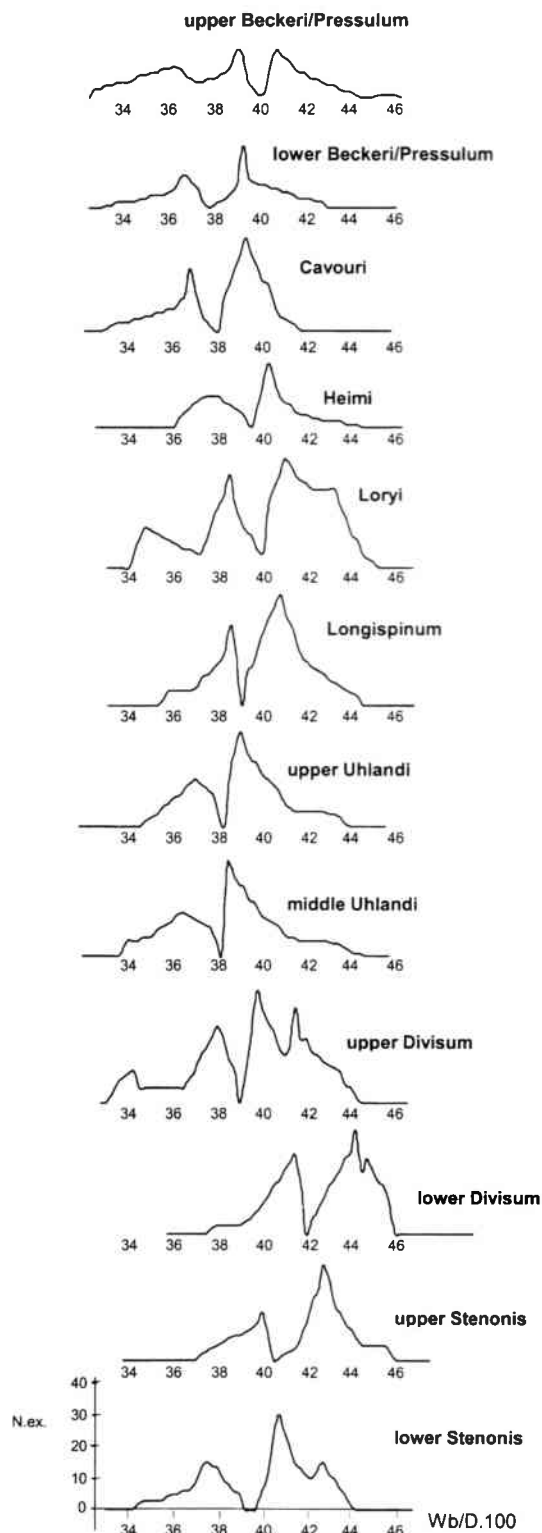 upper Beckeri/Pressulum
34 36 38 40 42 44 46
lower Beckeri/Pressulum
34 36 38 40 42 44 46
Cavouri
34 36 38 40 42 44 46
Heimi
34 36 38 40 42 44 46
Loryi
34 36 38 40 42 44 46
Longispinum
34 36 38 40 42 44 46
upper Uhlandi
34 36 38 40 42 44 46
middle Uhlandi
34 36 38 40 42 44 46
upper Divisum
34 36 38 40 42 44 46
lower Divisum
34 36 38 40 42 44 46
upper Stenonis
34 36 38 40 42 44 46
40
N.ex.
30
lower Stenonis
20
10
0
34 36 38 40 42 44 46 Wb/D.100